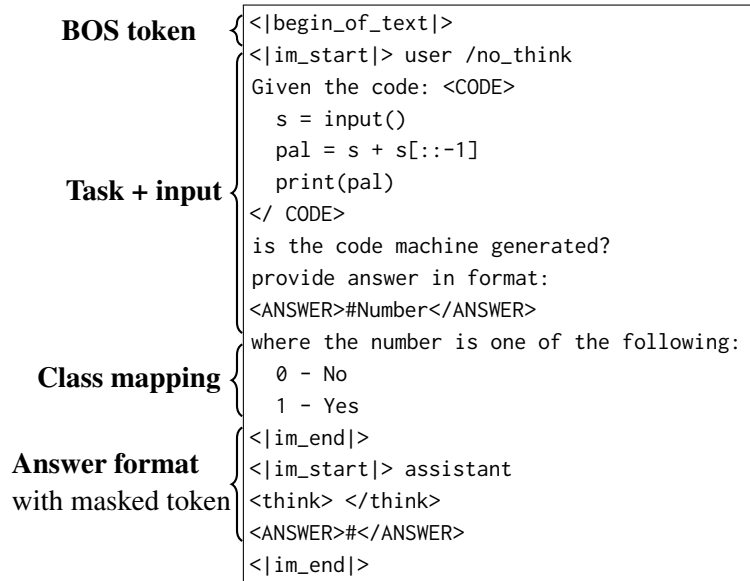 BOS token
<|begin_of_text|>
Task + input
<|im_start|> user /no_think
Given the code: <CODE>
  s = input()
  pal = s + s[::-1]
  print(pal)
</ CODE>
is the code machine generated?
provide answer in format:
<ANSWER>#Number</ANSWER>
Class mapping
where the number is one of the following:
  0 - No
  1 - Yes
Answer format
with masked token
<|im_end|>
<|im_start|> assistant
<think> </think>
<ANSWER>#</ANSWER>
<|im_end|>